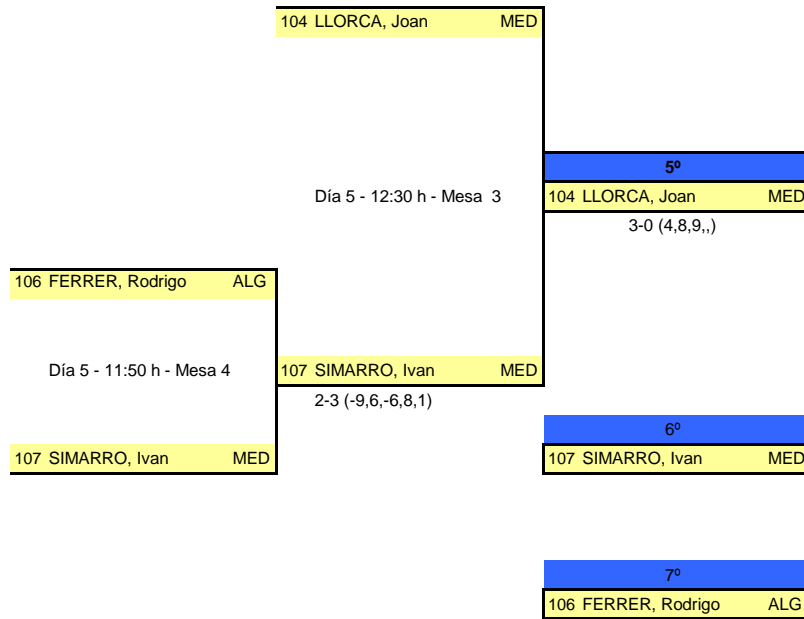 104 LLORCA, Joan MED
5º
Día 5 - 12:30 h - Mesa 3
104 LLORCA, Joan MED
3-0 (4,8,9,,)
106 FERRER, Rodrigo ALG
Día 5 - 11:50 h - Mesa 4
107 SIMARRO, Ivan MED
2-3 (-9,6,-6,8,1)
6º
107 SIMARRO, Ivan MED
107 SIMARRO, Ivan MED
7º
106 FERRER, Rodrigo ALG